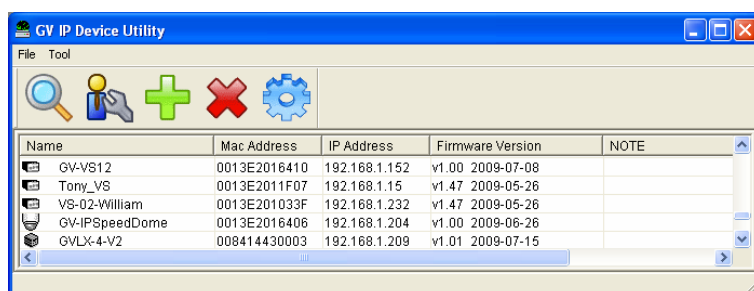 GV IP Device Utility
File Tool
Name Mac Address IP Address Firmware Version NOTE
GV-VS12 0013E2016410 192.168.1.152 v1.00 2009-07-08
Tony_VS 0013E2011F07 192.168.1.15 v1.47 2009-05-26
VS-02-William 0013E201033F 192.168.1.232 v1.47 2009-05-26
GV-IPSpeedDome 0013E2016406 192.168.1.204 v1.00 2009-06-26
GVLX-4-V2 008414430003 192.168.1.209 v1.01 2009-07-15